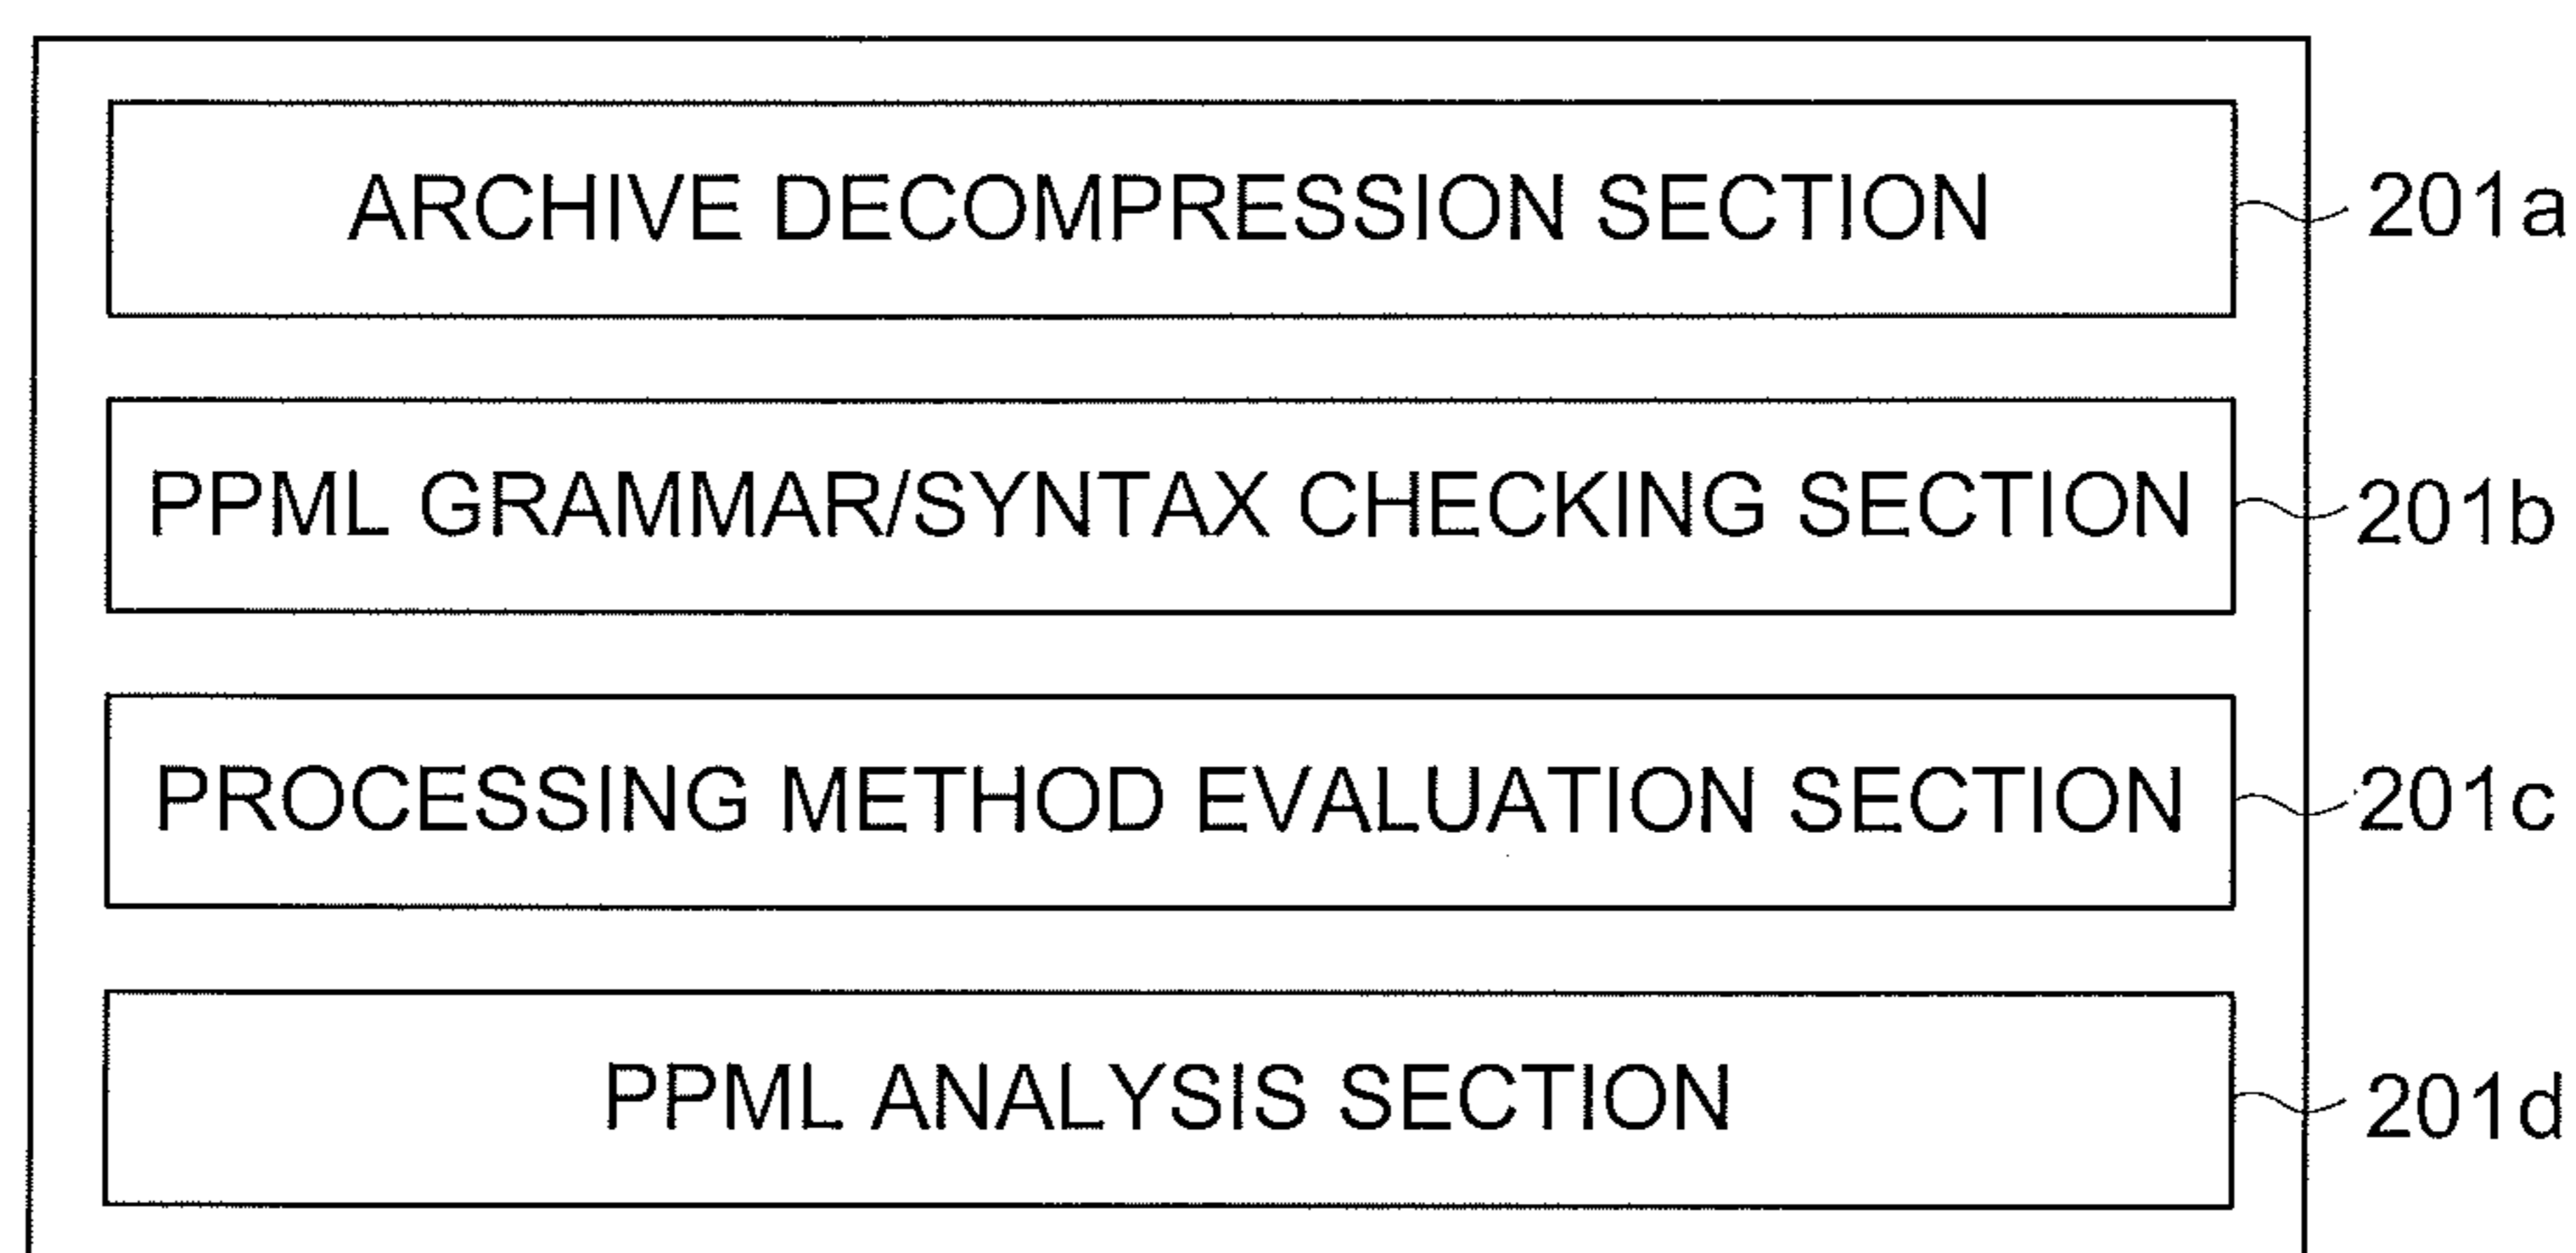 ARCHIVE DECOMPRESSION SECTION 201a
PPML GRAMMAR/SYNTAX CHECKING SECTION 201b
PROCESSING METHOD EVALUATION SECTION 201c
PPML ANALYSIS SECTION 201d